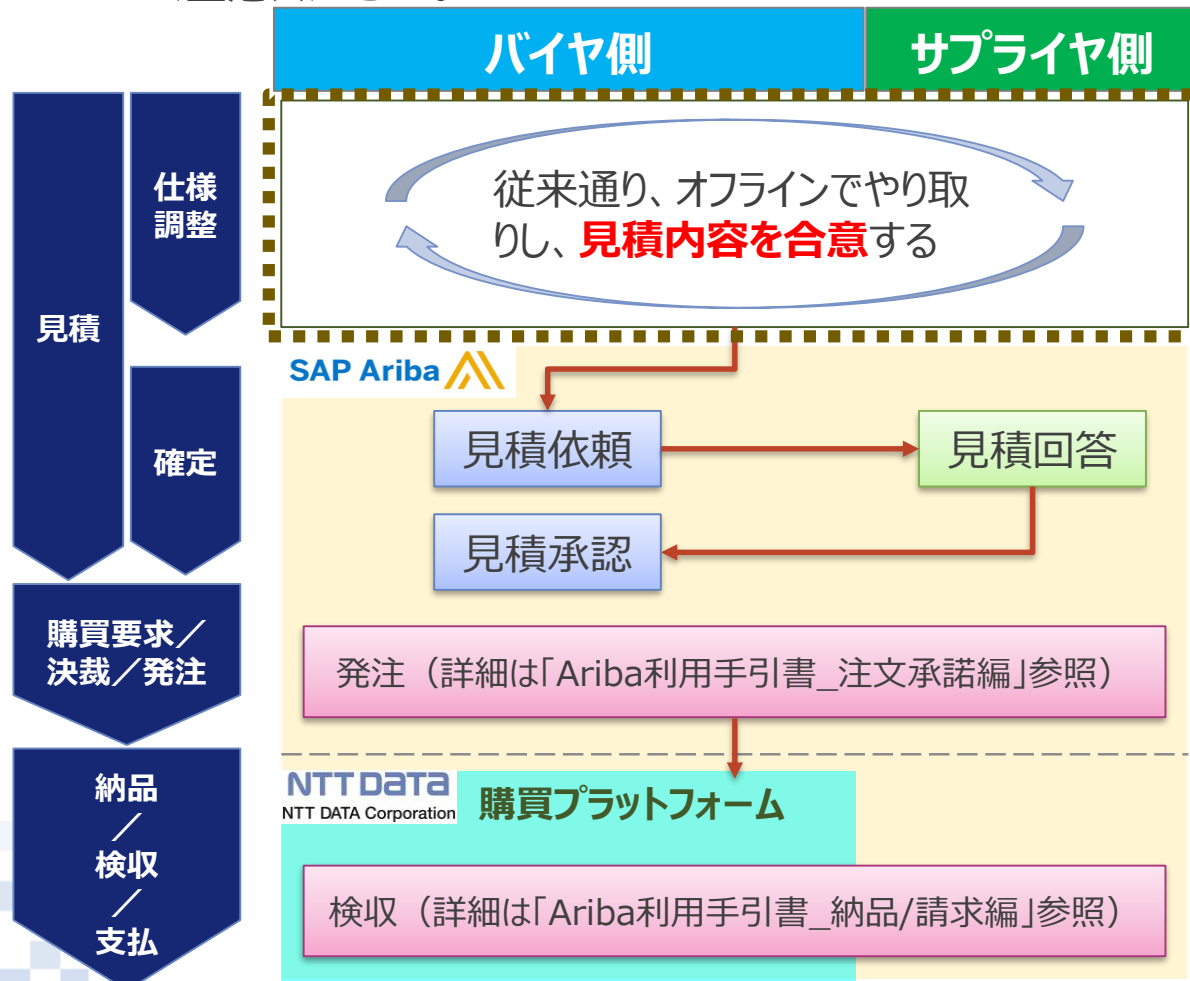 バイヤ側
サプライヤ側
見積
仕様
調整
従来通り、オフラインでやり取
りし、見積内容を合意する
SAP Ariba
確定
見積依頼
見積回答
見積承認
購買要求／
決裁／発注
発注（詳細は「Ariba利用手引書_注文承諾編」参照）
納品
／
検収
／
支払
NTT DATA
NTT DATA Corporation
購買プラットフォーム
検収（詳細は「Ariba利用手引書_納品/請求編」参照）